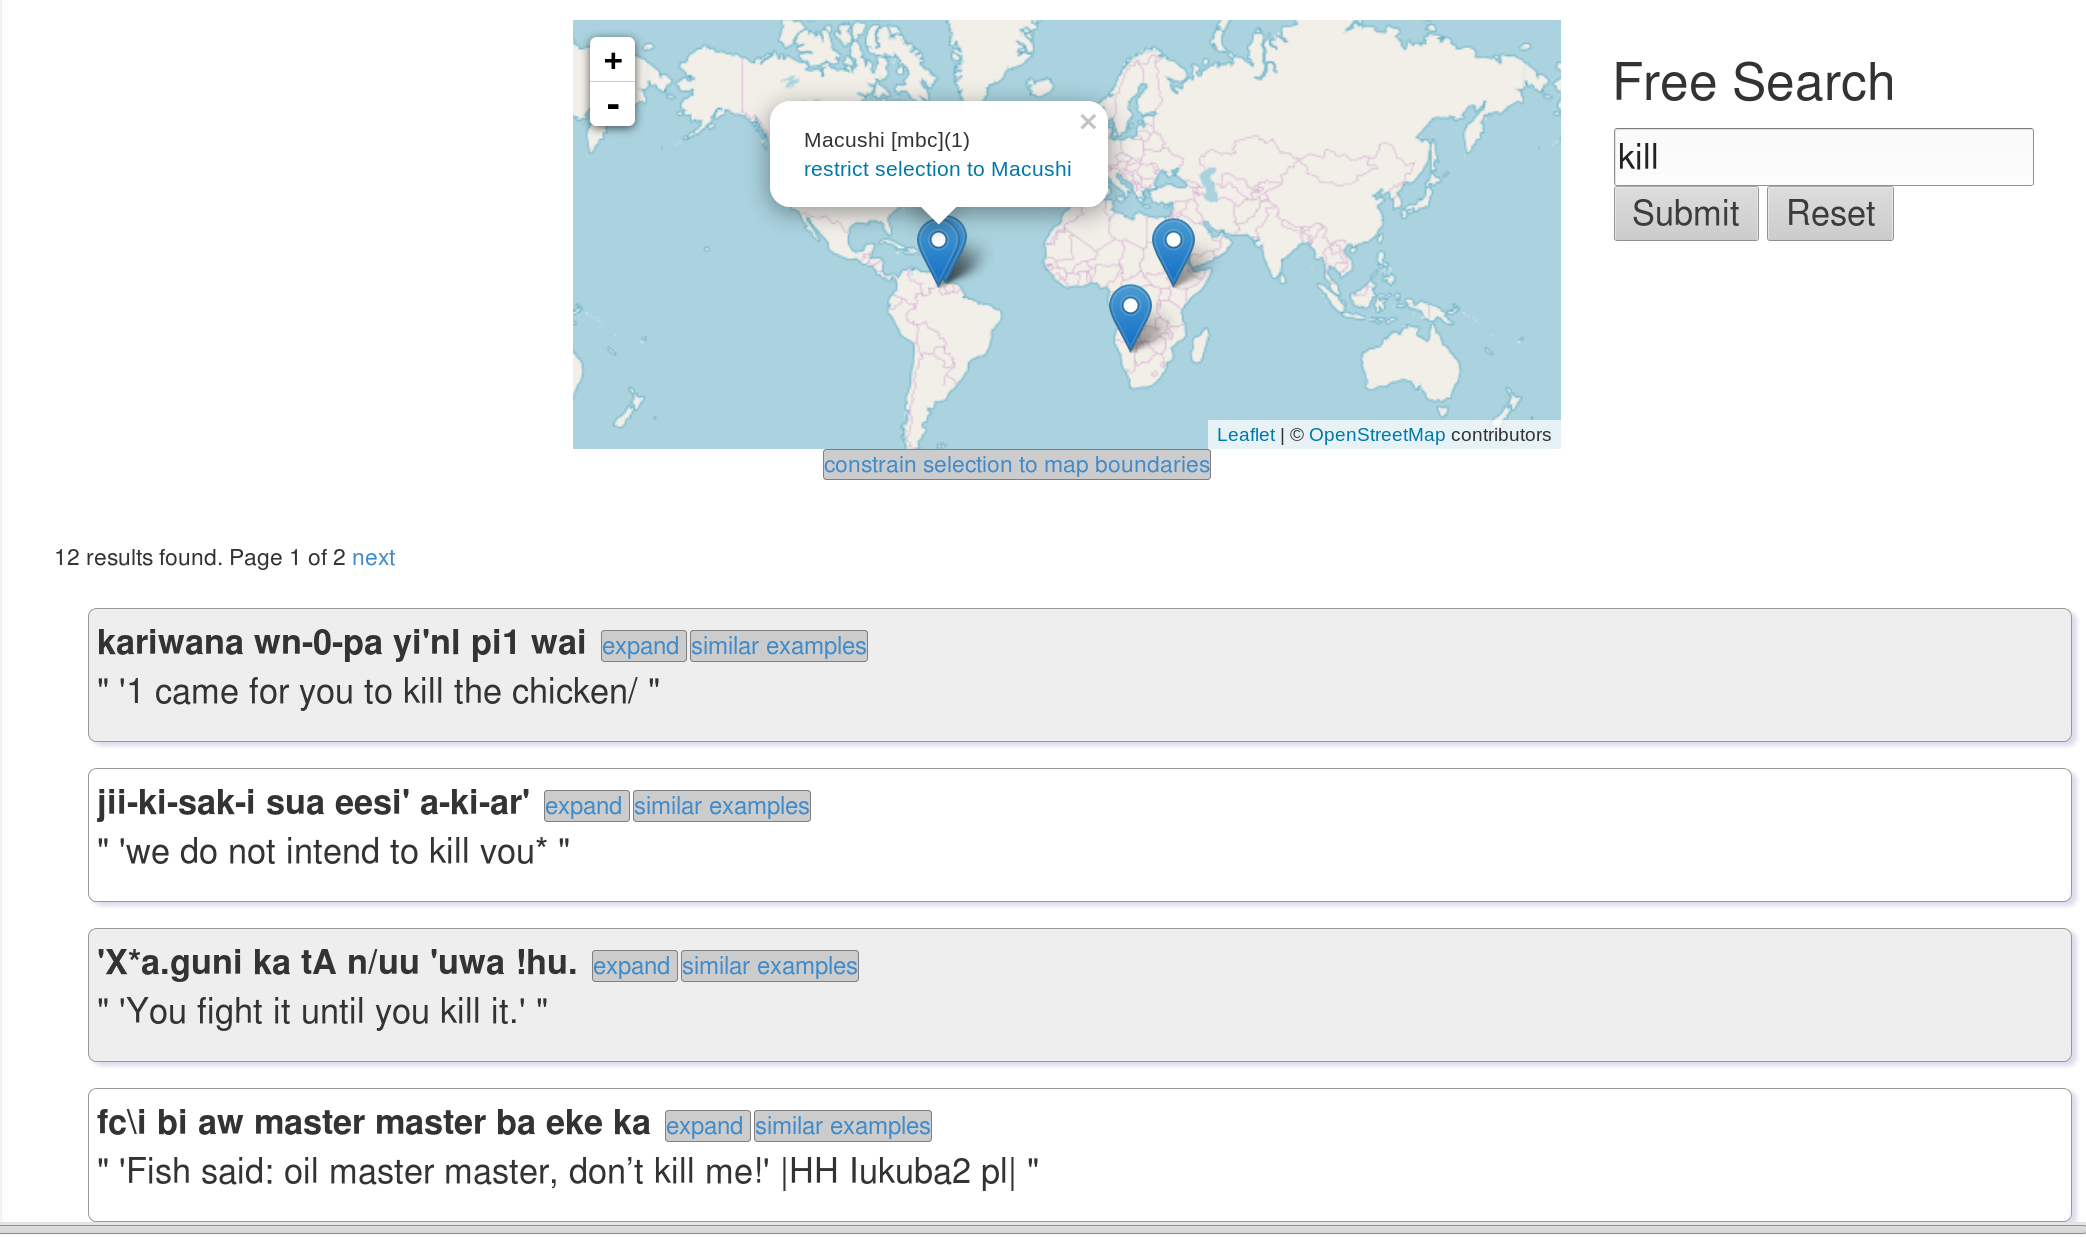 +
-
Macushi [mbc](1)
×
restrict selection to Macushi
Leaflet | © OpenStreetMap contributors
constrain selection to map boundaries
Free Search
kill
Submit Reset
12 results found. Page 1 of 2 next
kariwana wn-0-pa yi'nl pi1 wai expand similar examples
" '1 came for you to kill the chicken/ "
jii-ki-sak-i sua eesi' a-ki-ar' expand similar examples
" 'we do not intend to kill vou* "
'X*a.guni ka tA n/uu 'uwa !hu. expand similar examples
" 'You fight it until you kill it.' "
fc\i bi aw master master ba eke ka expand similar examples
" 'Fish said: oil master master, don’t kill me!' |HH Iukuba2 pl| "